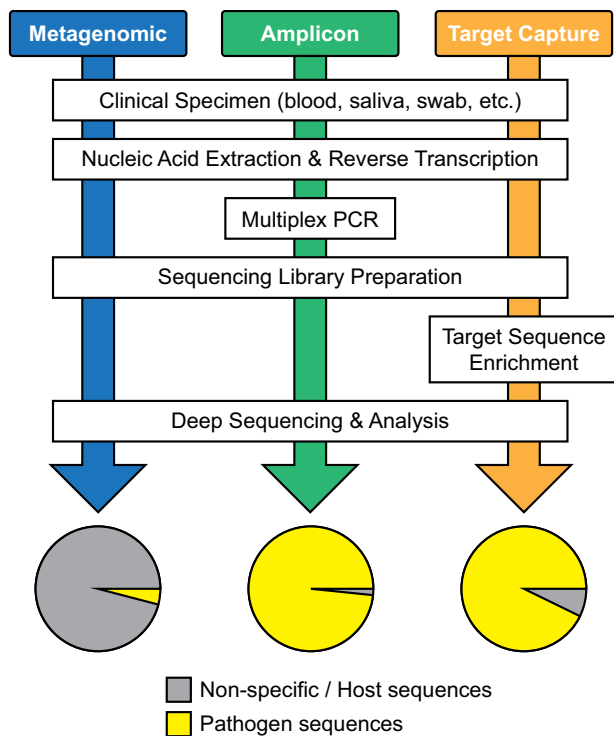 Metagenomic
Amplicon
Target Capture
Clinical Specimen (blood, saliva, swab, etc.)
Nucleic Acid Extraction & Reverse Transcription
Multiplex PCR
Sequencing Library Preparation
Target Sequence
Enrichment
Deep Sequencing & Analysis
Non-specific / Host sequences
Pathogen sequences